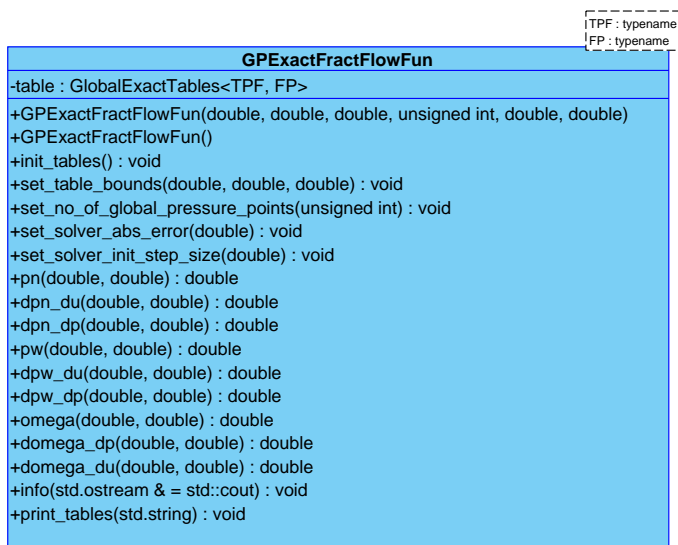 TPF : typename
FP : typename
GPExactFractFlowFun
-table : GlobalExactTables<TPF, FP>
+GPExactFractFlowFun(double, double, double, unsigned int, double, double)
+GPExactFractFlowFun()
+init_tables() : void
+set_table_bounds(double, double, double) : void
+set_no_of_global_pressure_points(unsigned int) : void
+set_solver_abs_error(double) : void
+set_solver_init_step_size(double) : void
+pn(double, double) : double
+dpn_du(double, double) : double
+dpn_dp(double, double) : double
+pw(double, double) : double
+dpw_du(double, double) : double
+dpw_dp(double, double) : double
+omega(double, double) : double
+domega_dp(double, double) : double
+domega_du(double, double) : double
+info(std.ostream & = std::cout) : void
+print_tables(std.string) : void